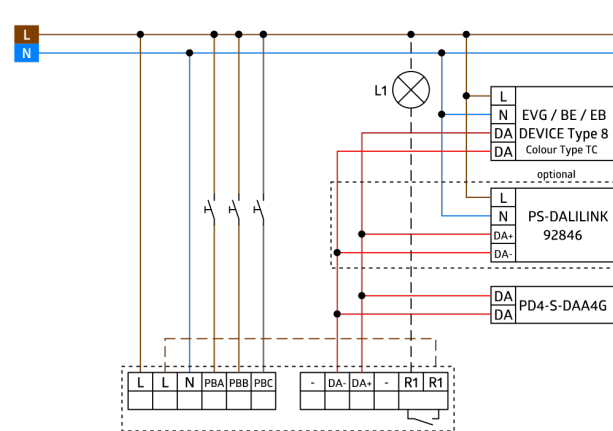 L
N
L1
L
N EVG / BE / EB
DA DEVICE Type 8
DA Colour Type TC
optional
L
N PS-DALILINK
DA+ 92846
DA-
DA
DA PD4-S-DAA4G
L L N PBA PBB PBC - DA- DA+ - R1 R1